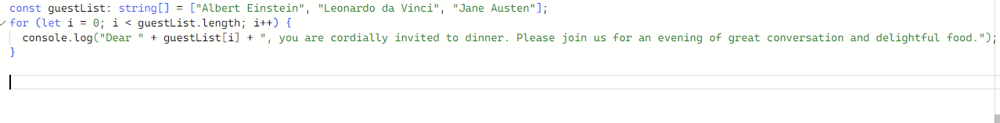 const guestList: string[] = ["Albert Einstein", "Leonardo da Vinci", "Jane Austen"];
for (let i = 0; i < guestList.length; i++) {
  console.log("Dear " + guestList[i] + ", you are cordially invited to dinner. Please join us for an evening of great conversation and delightful food.");
}